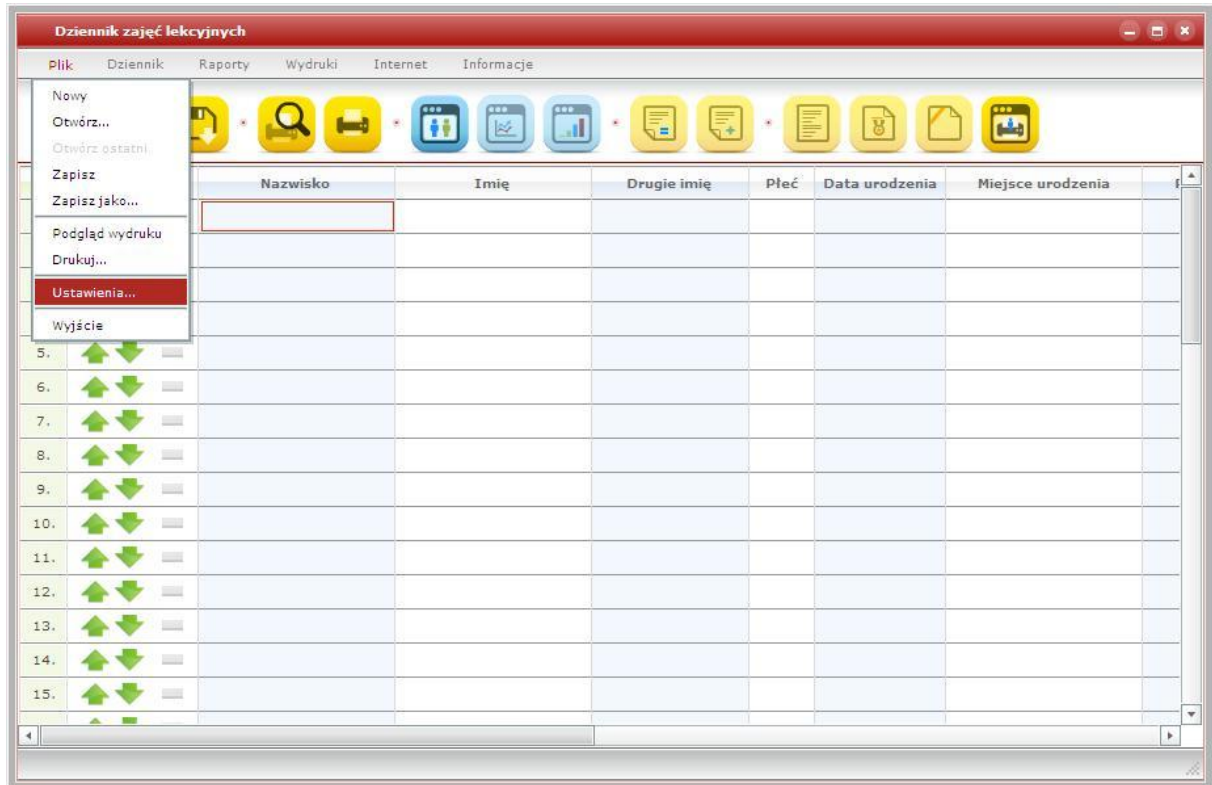 Dziennik zajęć lekcyjnych
Plik Dziennik Raporty Wydruki Internet Informacje
Nowy
Otwórz...
Otwórz ostatni
Zapisz
Zapisz jako...
Podgląd wydruku
Drukuj...
Ustawienia...
Wyjście
Nazwisko Imię Drugie imię Płeć Data urodzenia Miejsce urodzenia
5.
6.
7.
8.
9.
10.
11.
12.
13.
14.
15.